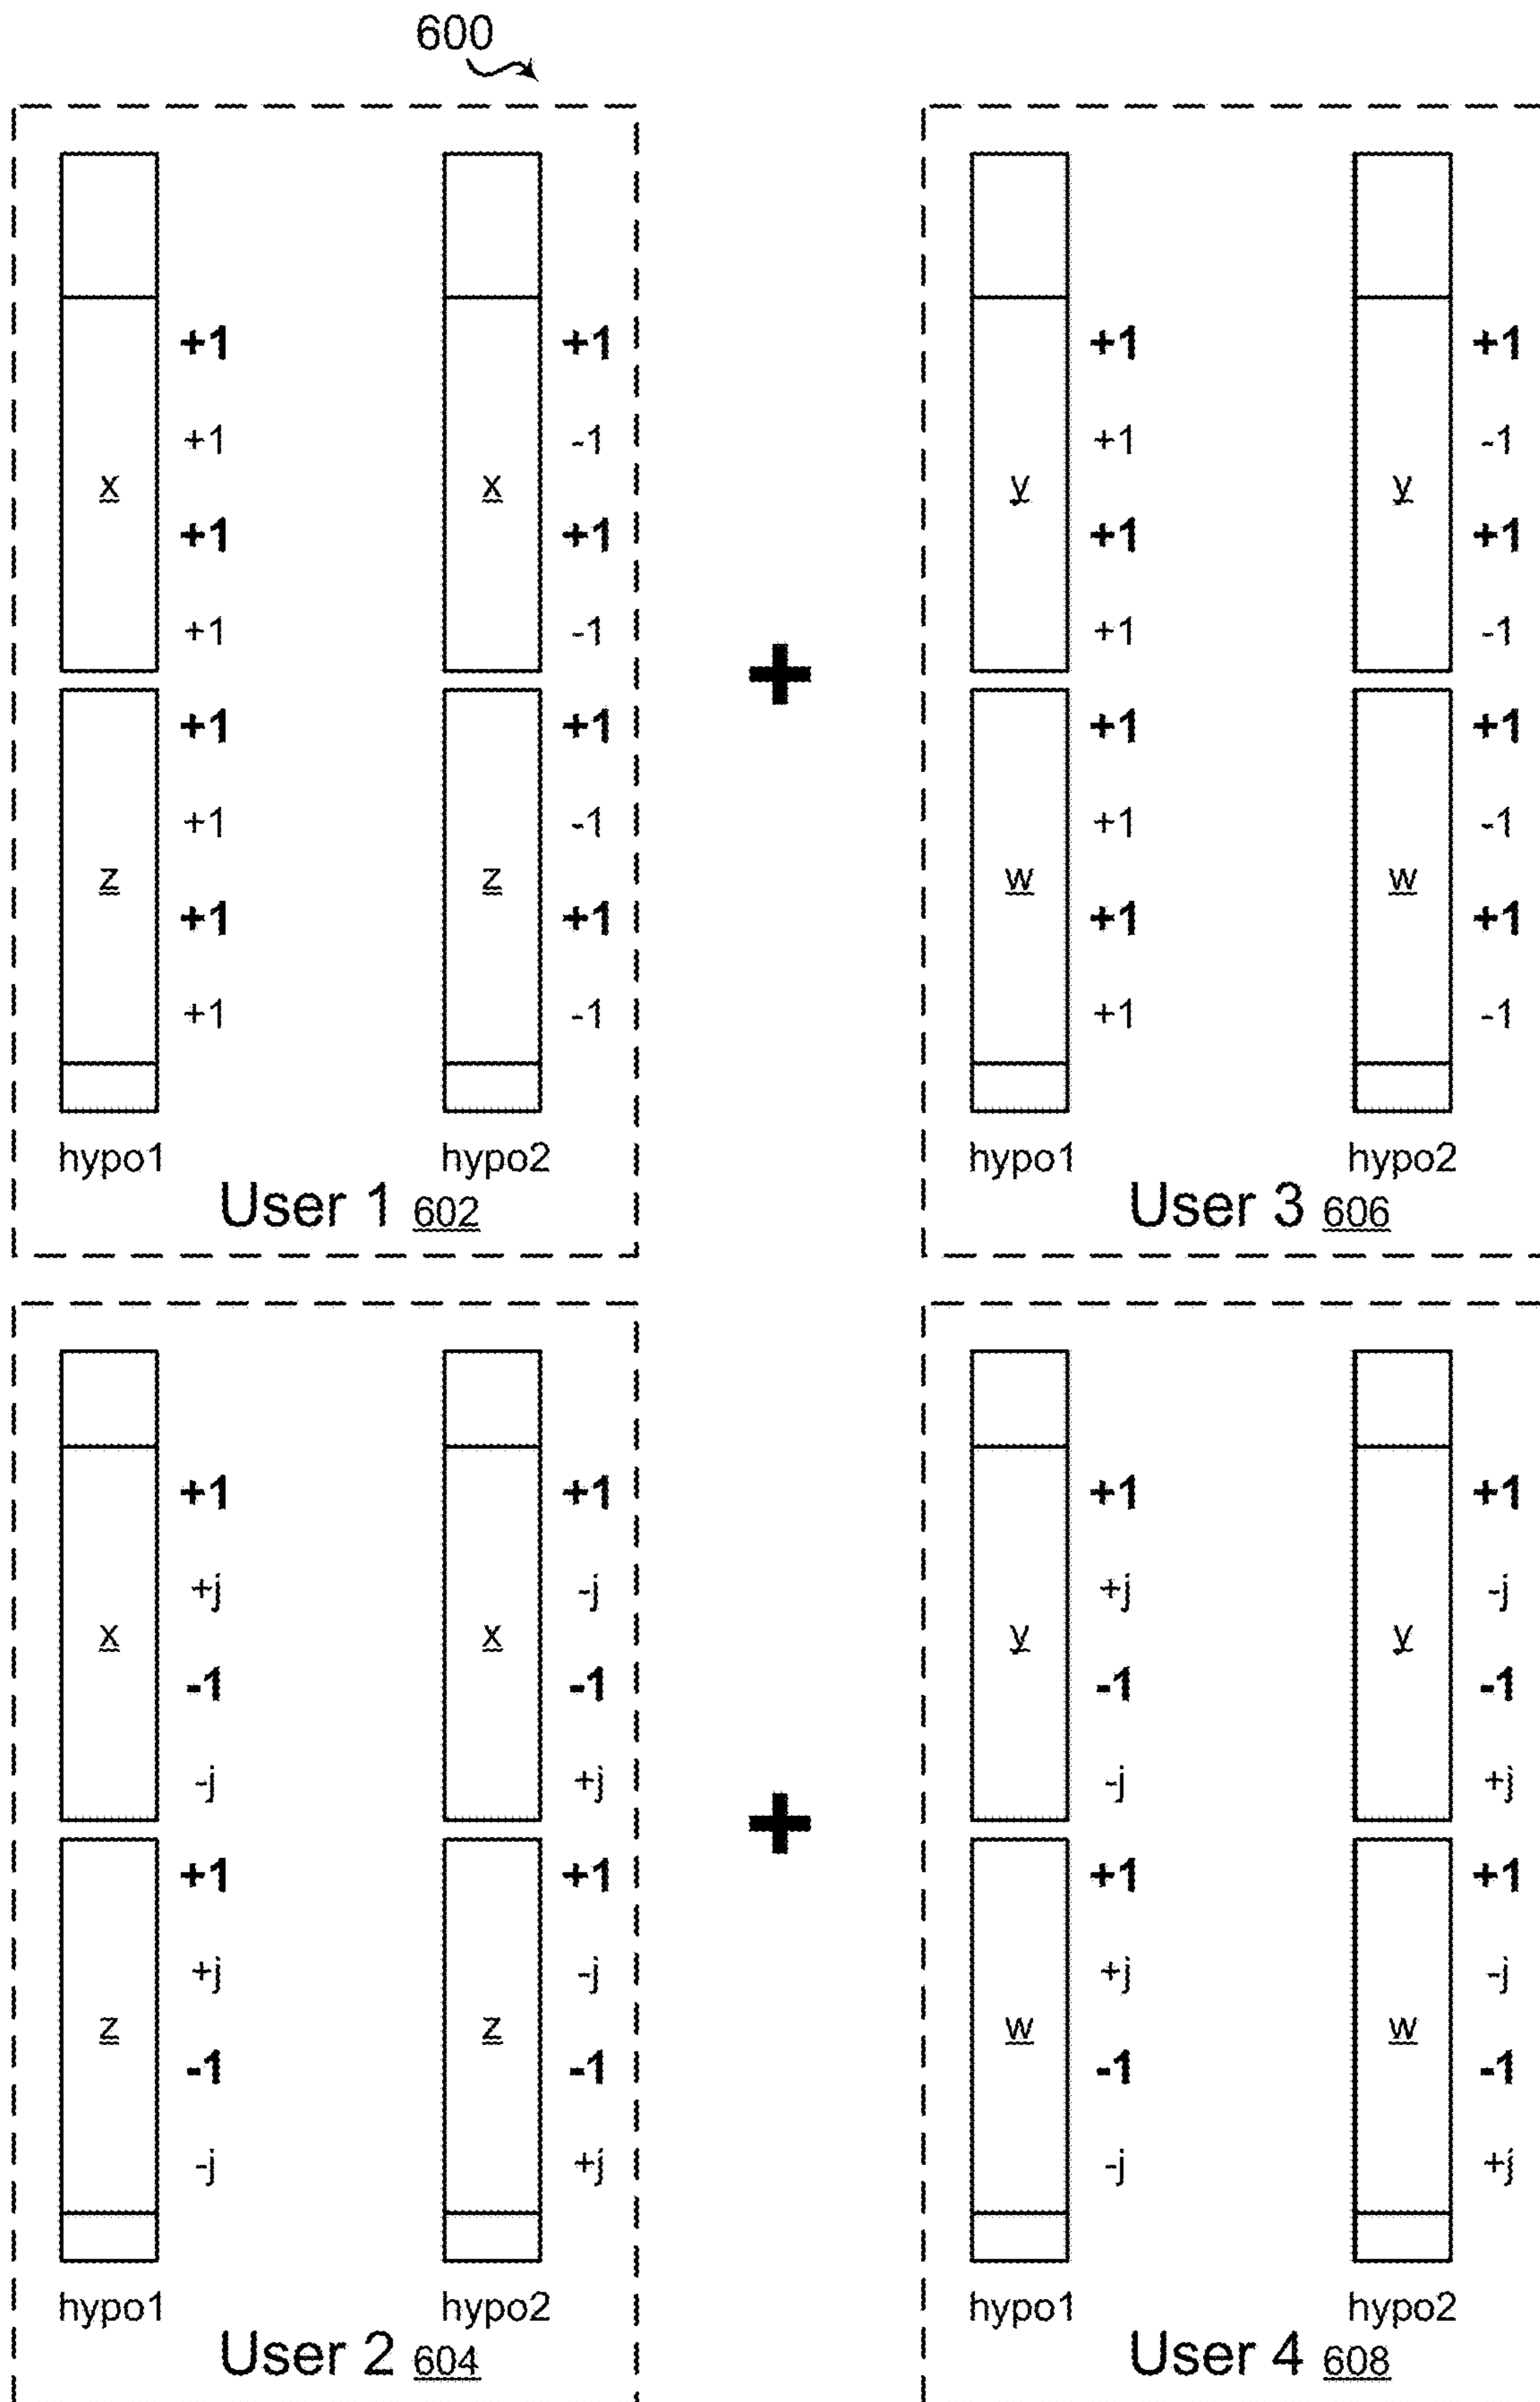 600
+1 +1 +1 +1
+1 -1 +1 -1
x x y y
+1 +1 +1 +1
+1 -1 +1 -1
+
+1 +1 +1 +1
+1 -1 +1 -1
z z w w
+1 +1 +1 +1
+1 -1 +1 -1
hypo1 hypo2 hypo1 hypo2
User 1 602 User 3 606
+1 +1 +1 +1
+j -j +j -j
x x y y
-1 -1 -1 -1
-j +j -j +j
+
+1 +1 +1 +1
+j -j +j -j
z z w w
-1 -1 -1 -1
-j +j -j +j
hypo1 hypo2 hypo1 hypo2
User 2 604 User 4 608